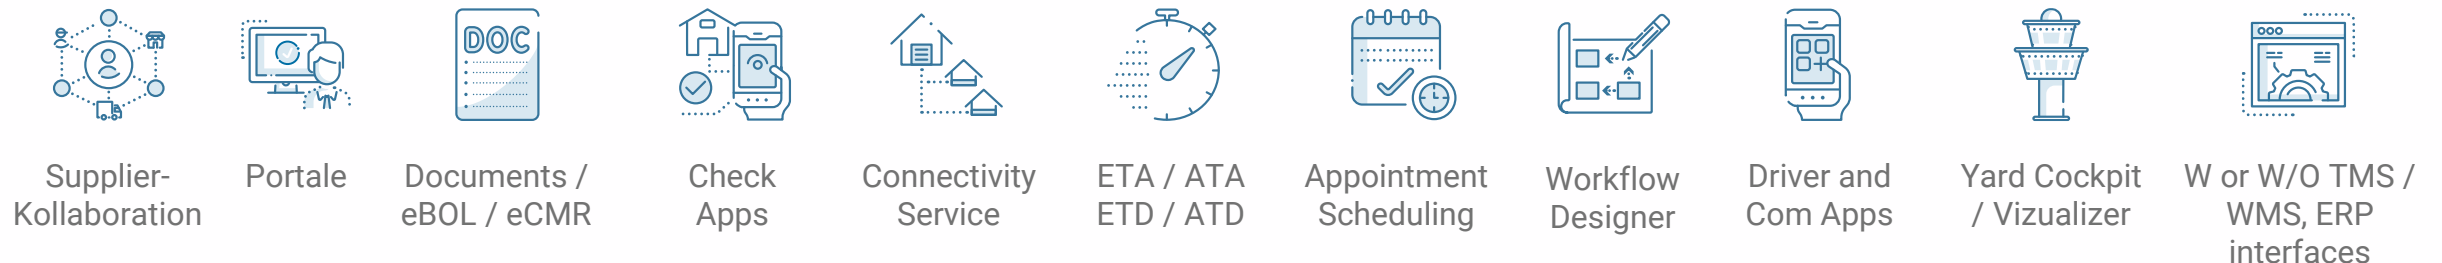 DOC
Supplier-
Kollaboration
Portale
Documents /
eBOL / eCMR
Check
Apps
Connectivity
Service
ETA / ATA
ETD / ATD
Appointment
Scheduling
Workflow
Designer
Driver and
Com Apps
Yard Cockpit
/ Vizualizer
W or W/O TMS /
WMS, ERP
interfaces